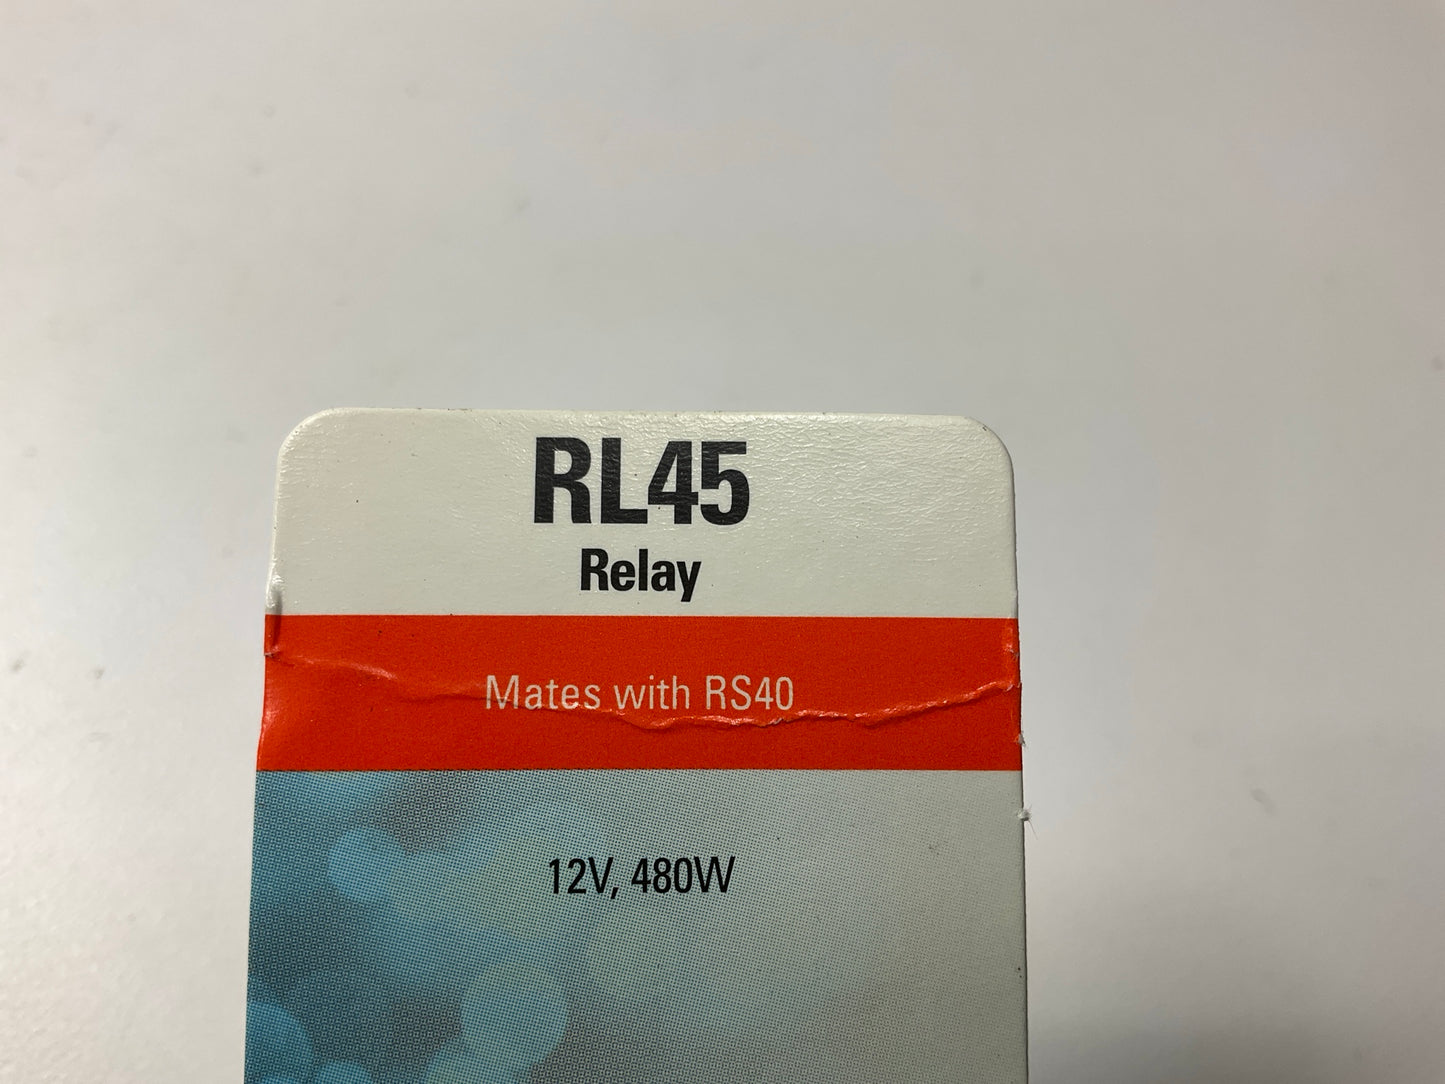 RL45
Relay
Mates with RS40
12V, 480W